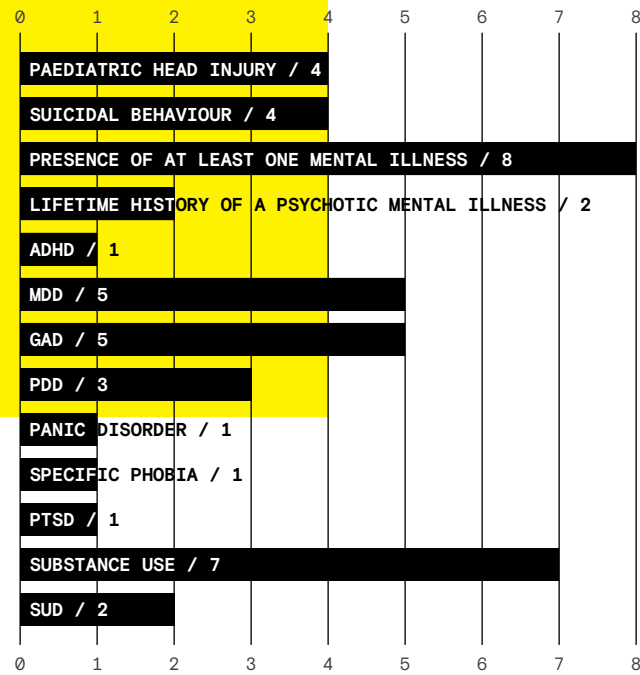 0 1 2 3 4 5 6 7 8
PAEDIATRIC HEAD INJURY / 4
SUICIDAL BEHAVIOUR / 4
PRESENCE OF AT LEAST ONE MENTAL ILLNESS / 8
LIFETIME HISTORY OF A PSYCHOTIC MENTAL ILLNESS / 2
ADHD / 1
MDD / 5
GAD / 5
PDD / 3
PANIC DISORDER / 1
SPECIFIC PHOBIA / 1
PTSD / 1
SUBSTANCE USE / 7
SUD / 2
0 1 2 3 4 5 6 7 8